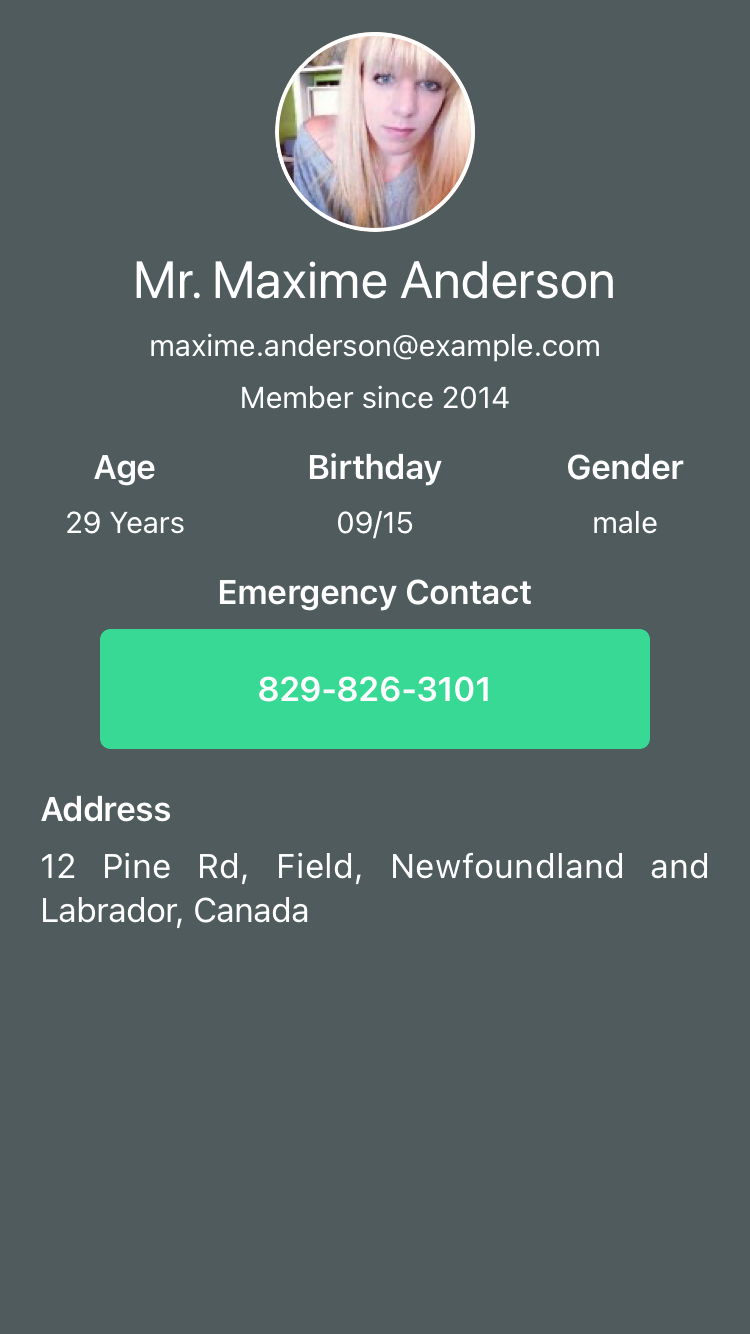 Mr. Maxime Anderson
maxime.anderson@example.com
Member since 2014
Age Birthday Gender
29 Years 09/15 male
Emergency Contact
829-826-3101
Address
12 Pine Rd, Field, Newfoundland and
Labrador, Canada